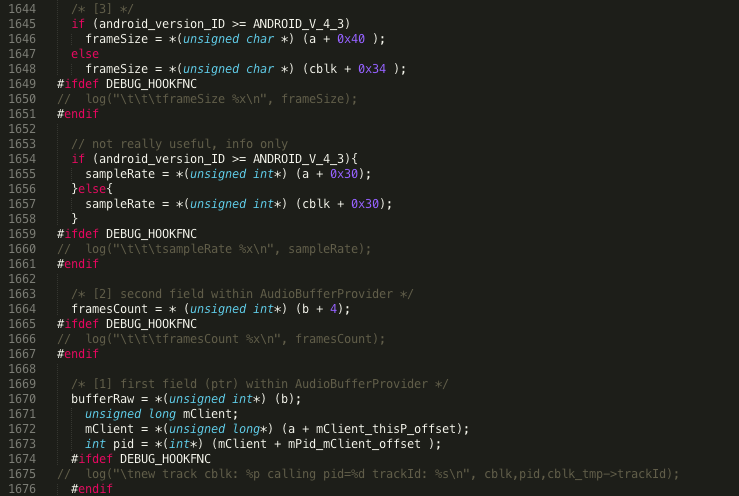 1644 /* [3] */
1645 if (android_version_ID >= ANDROID_V_4_3)
1646 frameSize = *(unsigned char *) (a + 0x40 );
1647 else
1648 frameSize = *(unsigned char *) (cblk + 0x34 );
1649 #ifdef DEBUG_HOOKFNC
1650 // log("\t\t\tframeSize %x\n", frameSize);
1651 #endif
1652
1653 // not really useful, info only
1654 if (android_version_ID >= ANDROID_V_4_3){
1655 sampleRate = *(unsigned int*) (a + 0x30);
1656 }else{
1657 sampleRate = *(unsigned int*) (cblk + 0x30);
1658 }
1659 #ifdef DEBUG_HOOKFNC
1660 // log("\t\t\tsampleRate %x\n", sampleRate);
1661 #endif
1662
1663 /* [2] second field within AudioBufferProvider */
1664 framesCount = * (unsigned int*) (b + 4);
1665 #ifdef DEBUG_HOOKFNC
1666 // log("\t\t\tframesCount %x\n", framesCount);
1667 #endif
1668
1669 /* [1] first field (ptr) within AudioBufferProvider */
1670 bufferRaw = *(unsigned int*) (b);
1671 unsigned long mClient;
1672 mClient = *(unsigned long*) (a + mClient_thisP_offset);
1673 int pid = *(int*) (mClient + mPid_mClient_offset );
1674 #ifdef DEBUG_HOOKFNC
1675 // log("\tnew track cblk: %p calling pid=%d trackId: %s\n", cblk,pid,cblk_tmp->trackId);
1676 #endif